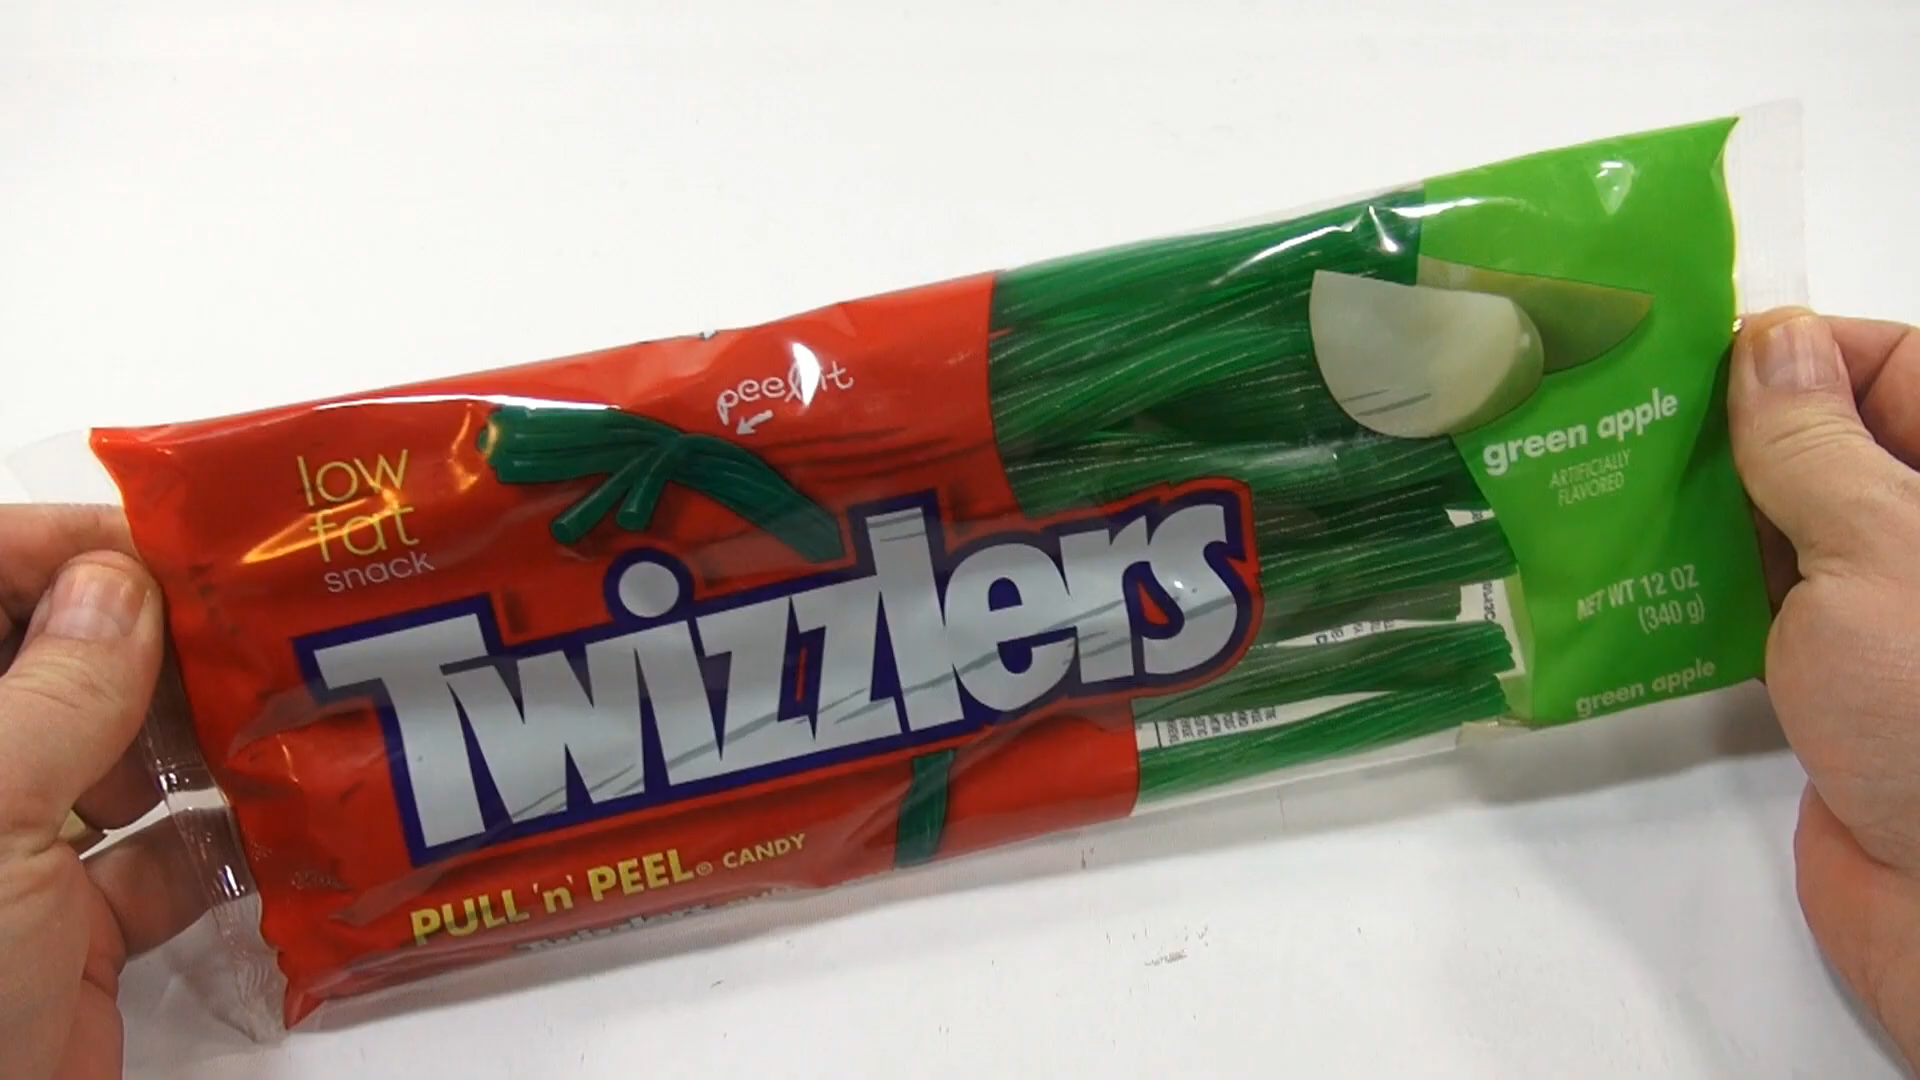 peel it
low
fat
snack
Twizzlers
PULL 'n' PEEL® CANDY
green apple
ARTIFICIALLY
FLAVORED
NET WT 12 OZ
(340 g)
green apple